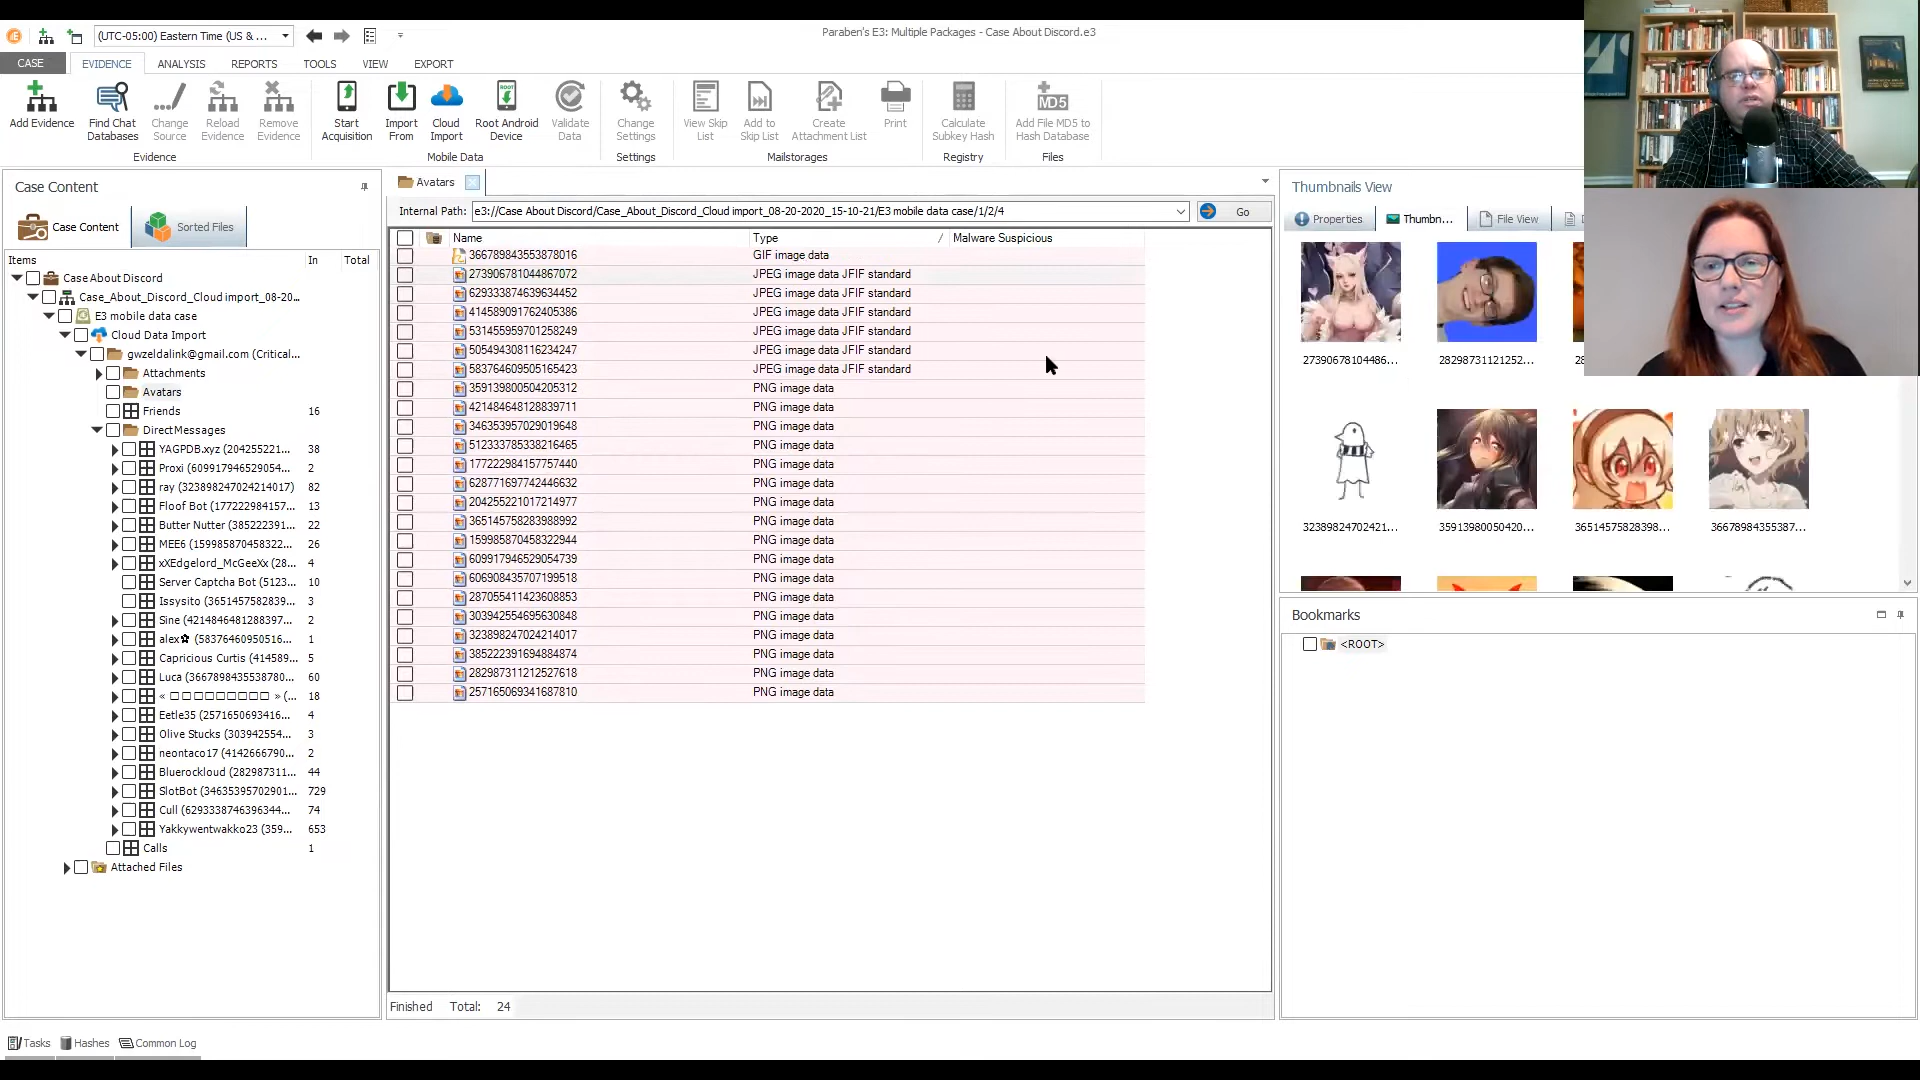 Paraben's E3: Multiple Packages - Case About Discord.e3
(UTC-05:00) Eastern Time (US & ...
CASE EVIDENCE ANALYSIS REPORTS TOOLS VIEW EXPORT
Add Evidence
Find Chat Databases
Change Source
Reload Evidence
Remove Evidence
Evidence
Start Acquisition
Import From
Cloud Import
Root Android Device
Validate Data
Mobile Data
Change Settings
Settings
View Skip List
Add to Skip List
Create Attachment List
Print
Mailstorages
Calculate Subkey Hash
Registry
MD5
Add File MD5 to Hash Database
Files
Case Content
Case Content Sorted Files
Items In Total
Case About Discord
Case_About_Discord_Cloud import_08-20...
E3 mobile data case
Cloud Data Import
gwzeldalink@gmail.com (Critical...
Attachments
Avatars
Friends 16
DirectMessages
YAGPDB.xyz (204255221... 38
Proxi (609917946529054... 2
ray (323898247024214017) 82
Floof Bot (177222984157... 13
Butter Nutter (385222391... 22
MEE6 (159985870458322... 26
xXEdgelord_McGeeXx (28... 4
Server Captcha Bot (5123... 10
Issysito (3651457582839... 3
Sine (4214846481288397... 2
alex✿ (58376460950516... 1
Capricious Curtis (414589... 5
Luca (3667898435538780... 60
« □□□□□□□□□ » (... 18
Eetle35 (2571650693416... 4
Olive Stucks (303942554... 3
neontaco17 (4142666790... 2
Bluerockloud (282987311... 44
SlotBot (34635395702901... 729
Cull (6293338746396344... 74
Yakkywentwakko23 (359... 653
Calls 1
Attached Files
Avatars
Internal Path: e3://Case About Discord/Case_About_Discord_Cloud import_08-20-2020_15-10-21/E3 mobile data case/1/2/4 Go
Name Type / Malware Suspicious
366789843553878016 GIF image data
273906781044867072 JPEG image data JFIF standard
629333874639634452 JPEG image data JFIF standard
414589091762405386 JPEG image data JFIF standard
531455959701258249 JPEG image data JFIF standard
505494308116234247 JPEG image data JFIF standard
583764609505165423 JPEG image data JFIF standard
359139800504205312 PNG image data
421484648128839711 PNG image data
346353957029019648 PNG image data
512333785338216465 PNG image data
177222984157757440 PNG image data
628771697742446632 PNG image data
204255221017214977 PNG image data
365145758283988992 PNG image data
159985870458322944 PNG image data
609917946529054739 PNG image data
606908435707199518 PNG image data
287055411423608853 PNG image data
303942554695630848 PNG image data
323898247024214017 PNG image data
385222391694884874 PNG image data
282987311212527618 PNG image data
257165069341687810 PNG image data
Finished Total: 24
Thumbnails View
Properties Thumbn... File View
27390678104486... 28298731121252... 28
32389824702421... 35913980050420... 36514575828398... 36678984355387...
Bookmarks
<ROOT>
Tasks Hashes Common Log